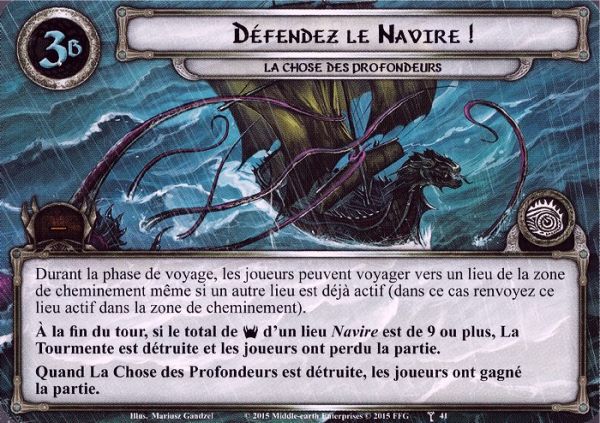 3B
DÉFENDEZ LE NAVIRE !
LA CHOSE DES PROFONDEURS
Durant la phase de voyage, les joueurs peuvent voyager vers un lieu de la zone
de cheminement même si un autre lieu est déjà actif (dans ce cas renvoyez ce
lieu actif dans la zone de cheminement).
À la fin du tour, si le total de d'un lieu Navire est de 9 ou plus, La
Tourmente est détruite et les joueurs ont perdu la partie.
Quand La Chose des Profondeurs est détruite, les joueurs ont gagné
la partie.
Illus. Mariusz Gandzel © 2015 Middle-earth Enterprises © 2015 FFG 41